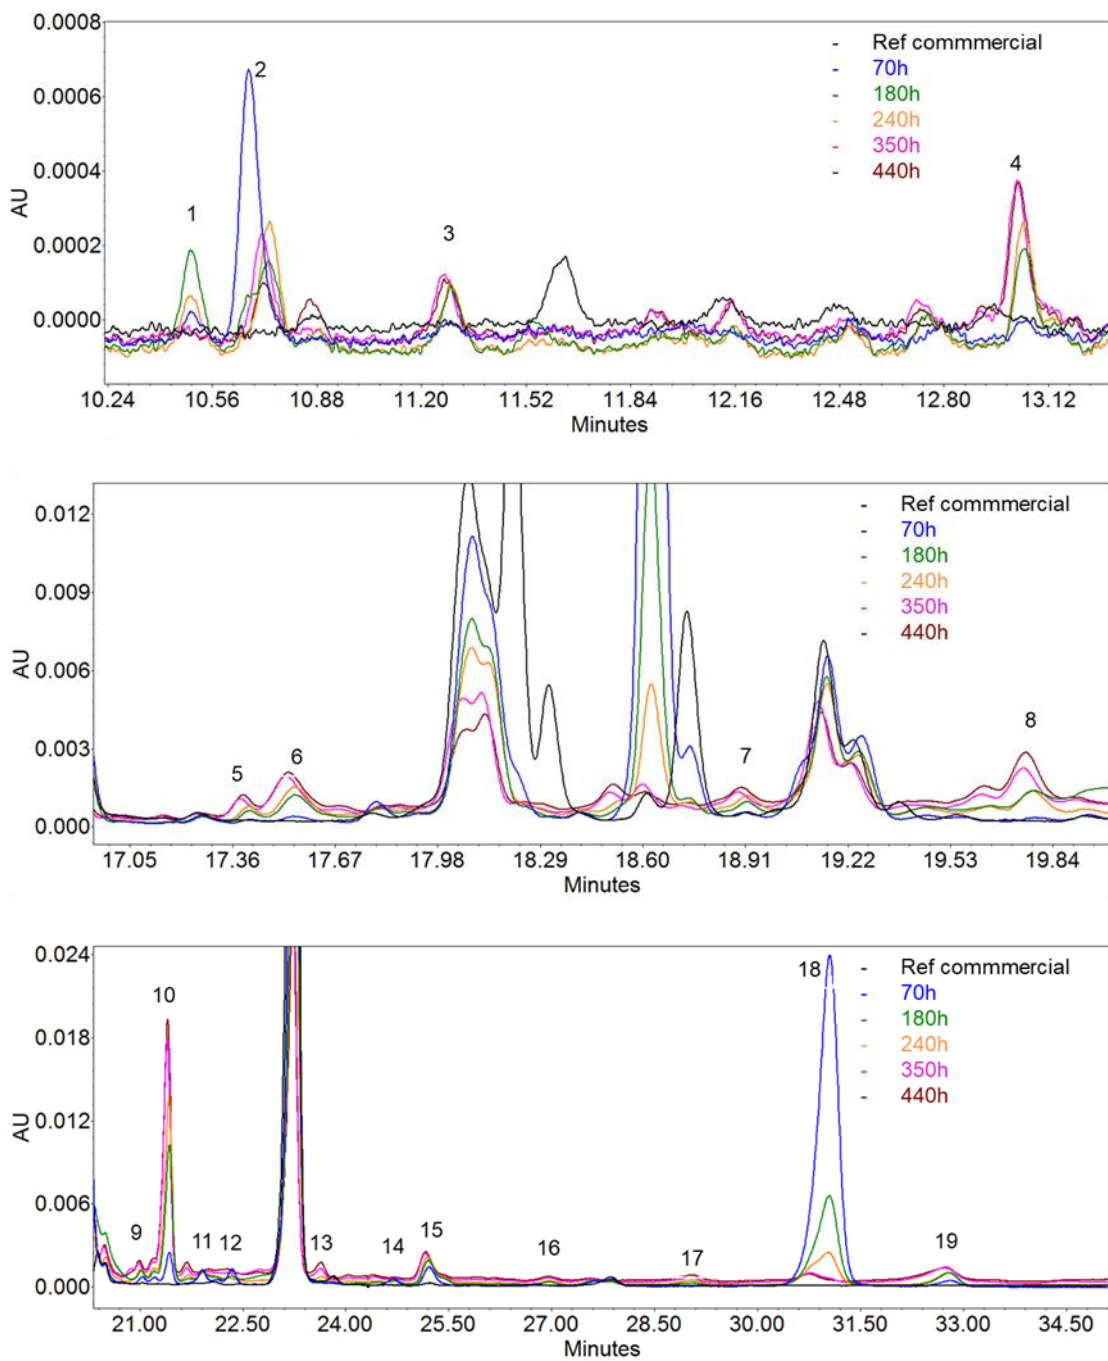 0.0008
Ref commmercial
70h
2
0.0006
180h
240h
350h
0.0004
440h
4
AU
1
3
0.0002
0.0000
10.24 10.56 10.88 11.20 11.52 11.84 12.16 12.48 12.80 13.12
Minutes
Ref commmercial
0.012
70h
180h
240h
0.009
350h
440h
AU
0.006
8
0.003
5 6 7
0.000
17.05 17.36 17.67 17.98 18.29 18.60 18.91 19.22 19.53 19.84
Minutes
0.024
Ref commmercial
18
70h
10
180h
0.018
240h
350h
440h
AU
0.012
0.006
9 11 12 13 14 15 16 17 19
0.000
21.00 22.50 24.00 25.50 27.00 28.50 30.00 31.50 33.00 34.50
Minutes